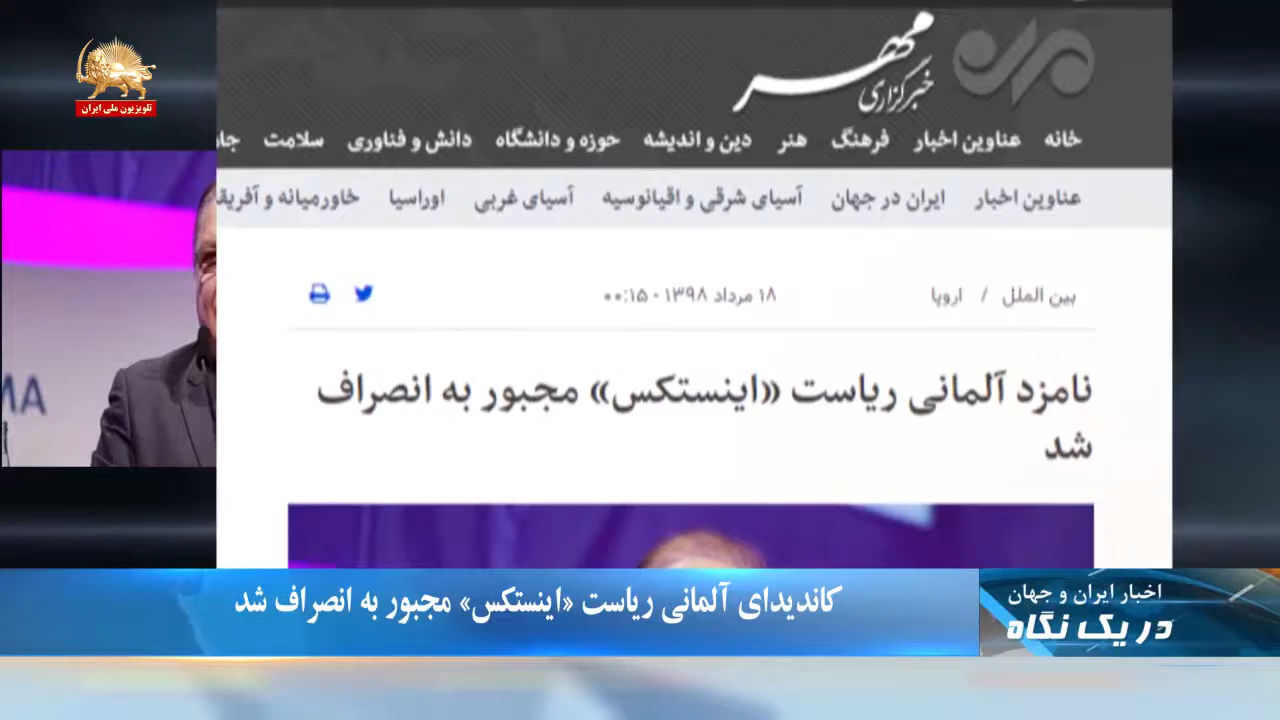 تلویزیون ملی ایران
مهر
خبرگزاری
خانه عناوین اخبار فرهنگ هنر دین و اندیشه حوزه و دانشگاه دانش و فناوری سلامت
عناوین اخبار ایران در جهان آسیای شرقی و اقیانوسیه آسیای غربی اوراسیا خاورمیانه و آفریق
بین الملل / اروپا
۱۸ مرداد ۱۳۹۸ - ۰۰:۱۵
نامزد آلمانی ریاست «اینستکس» مجبور به انصراف
شد
MA
اخبار ایران و جهان
در یک نگاه
کاندیدای آلمانی ریاست «اینستکس» مجبور به انصراف شد